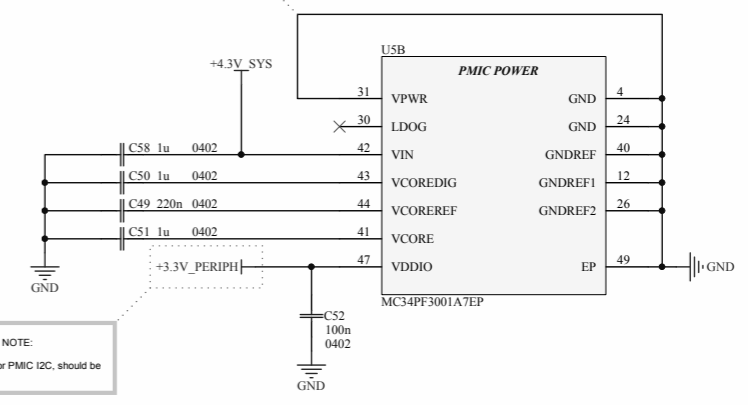 U5B
PMIC POWER
+4.3V_SYS
31 VPWR GND 4
30 LDOG GND 24
C58 1u 0402 42 VIN GNDREF 40
C50 1u 0402 43 VCOREDIG GNDREF1 12
C49 220n 0402 44 VCOREREF GNDREF2 26
C51 1u 0402 41 VCORE
+3.3V_PERIPH 47 VDDIO EP 49 GND
GND
MC34PF3001A7EP
C52
100n
0402
GND
NOTE:
or PMIC I2C, should be